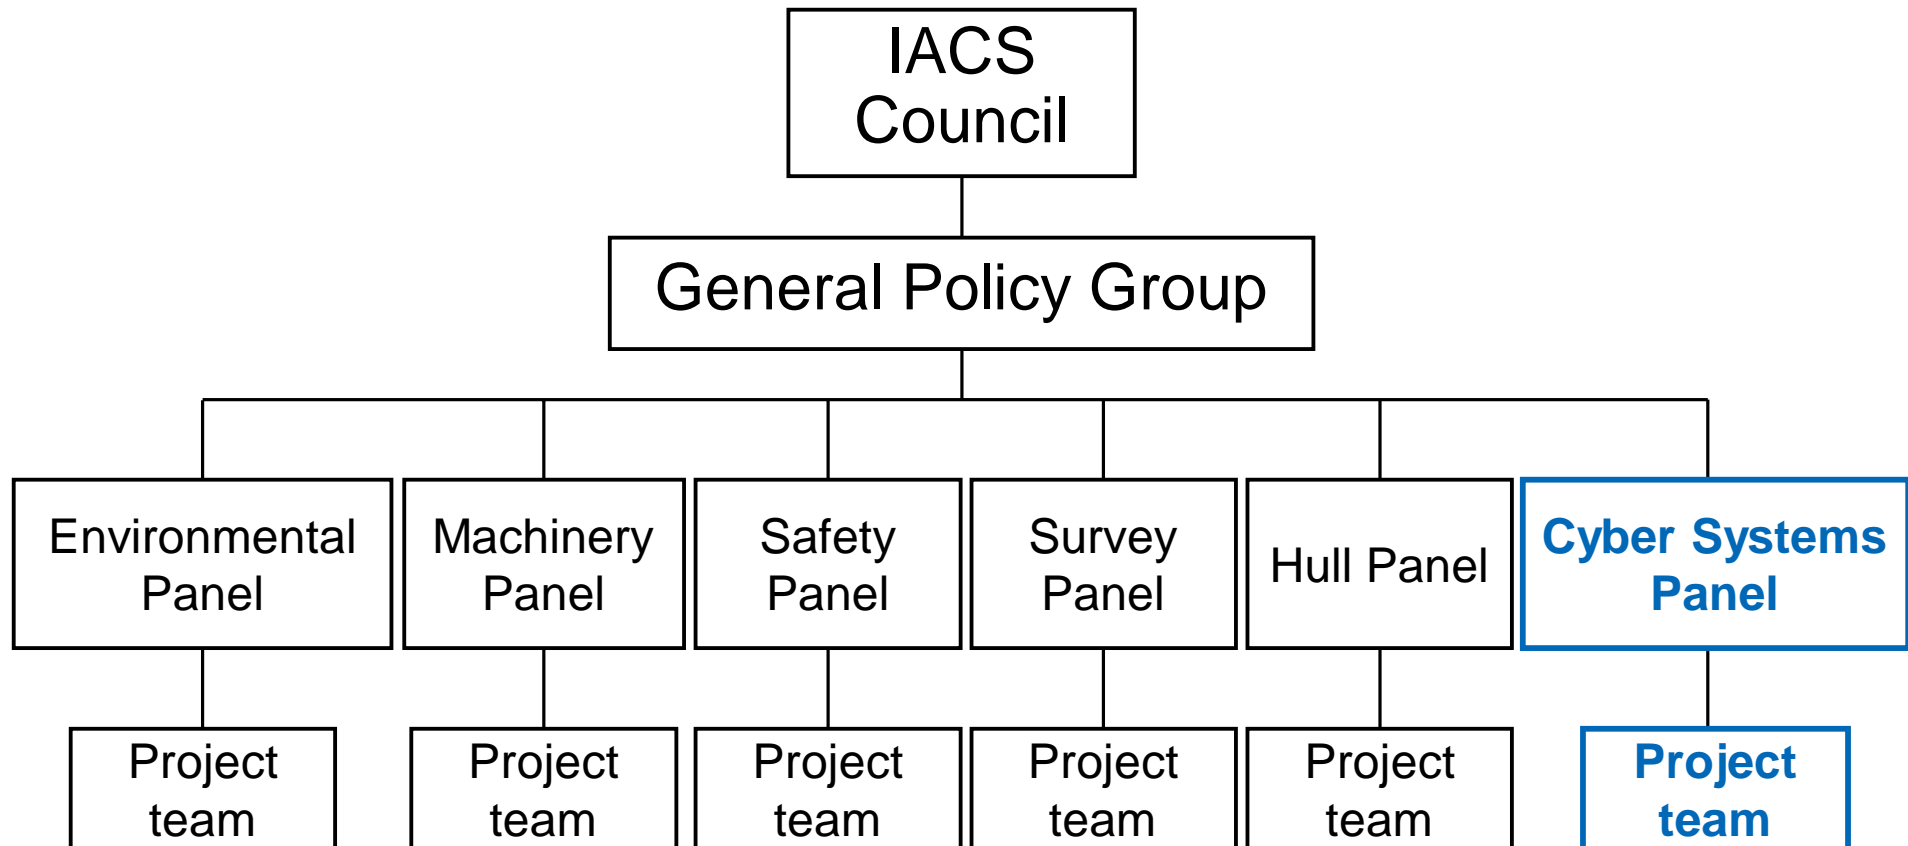 IACS
Council
General Policy Group
Environmental
Panel
Machinery
Panel
Safety
Panel
Survey
Panel
Hull Panel
Cyber Systems
Panel
Project
team
Project
team
Project
team
Project
team
Project
team
Project
team